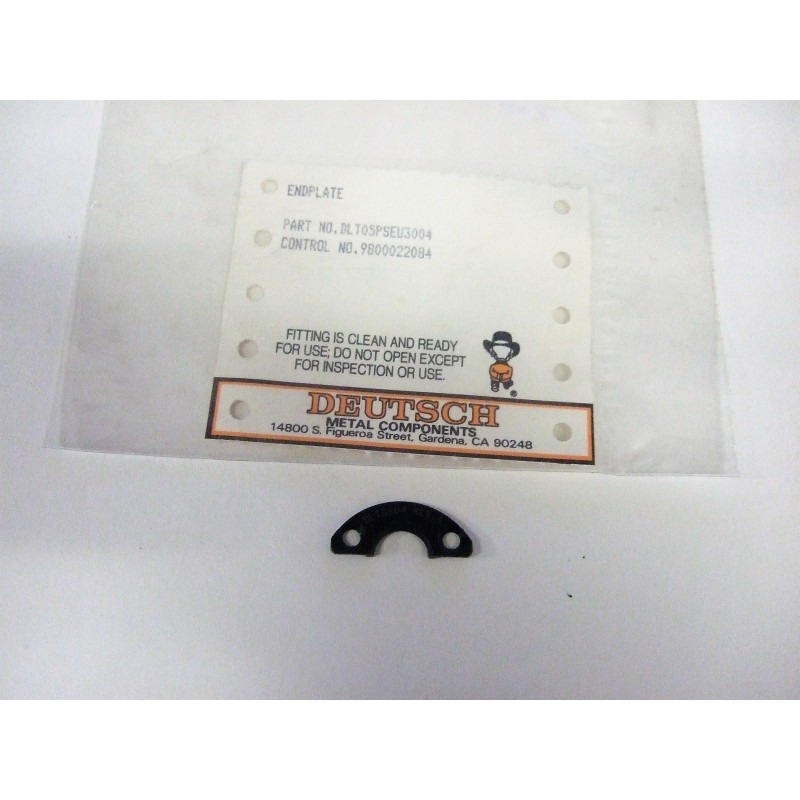 ENDPLATE
PART NO.DLT05PSEU3004
CONTROL NO.9800022084
FITTING IS CLEAN AND READY
FOR USE; DO NOT OPEN EXCEPT
FOR INSPECTION OR USE.
®
DEUTSCH
METAL COMPONENTS
14800 S. Figueroa Street, Gardena, CA 90248